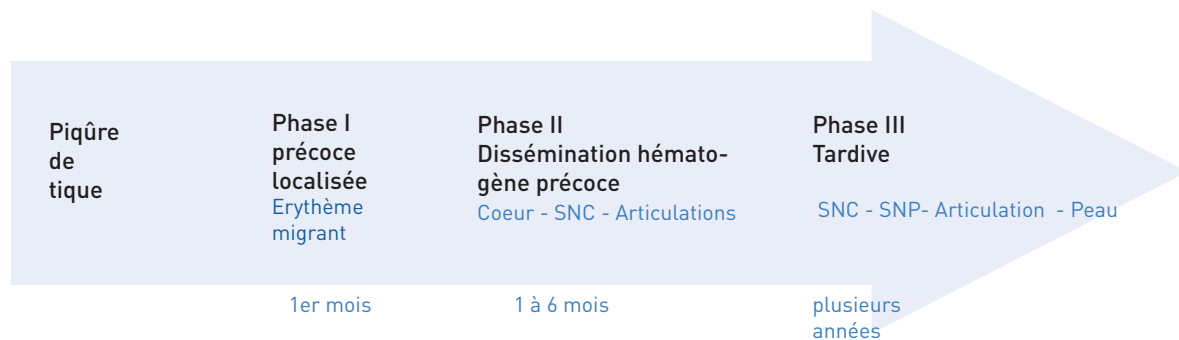 Piqûre
de
tique
Phase I
précoce
localisée
Erythème
migrant
1er mois
Phase II
Dissémination hémato-
gène précoce
Coeur - SNC - Articulations
1 à 6 mois
Phase III
Tardive
SNC - SNP- Articulation  - Peau
plusieurs
années